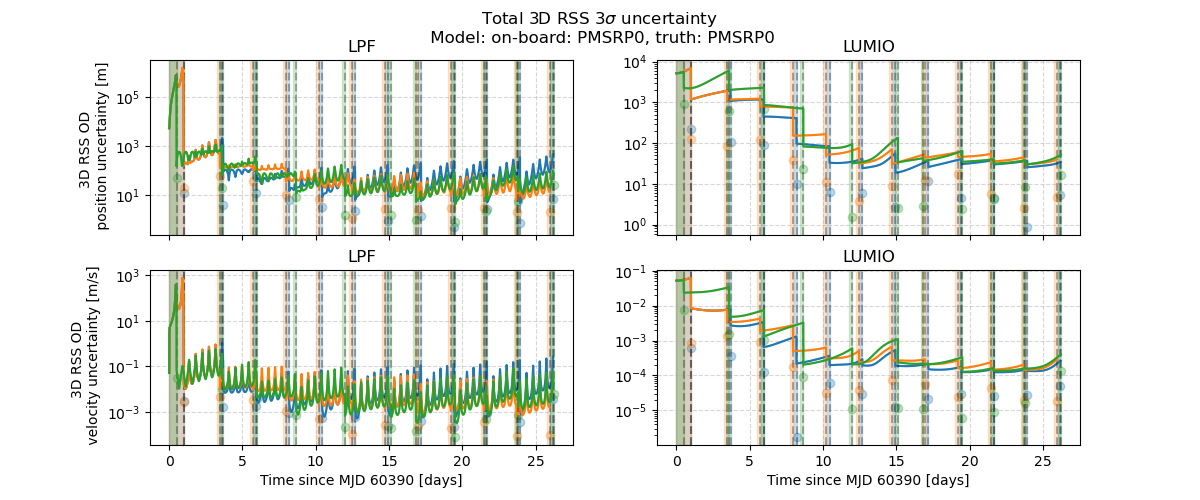 Total 3D RSS 3σ uncertainty
Model: on-board: PMSRP0, truth: PMSRP0
LPF
LUMIO
3D RSS OD
position uncertainty [m]
10^5
10^3
10^1
10^4
10^3
10^2
10^1
10^0
LPF
LUMIO
3D RSS OD
velocity uncertainty [m/s]
10^3
10^1
10^−1
10^−3
10^−1
10^−2
10^−3
10^−4
10^−5
0 5 10 15 20 25
0 5 10 15 20 25
Time since MJD 60390 [days]
Time since MJD 60390 [days]